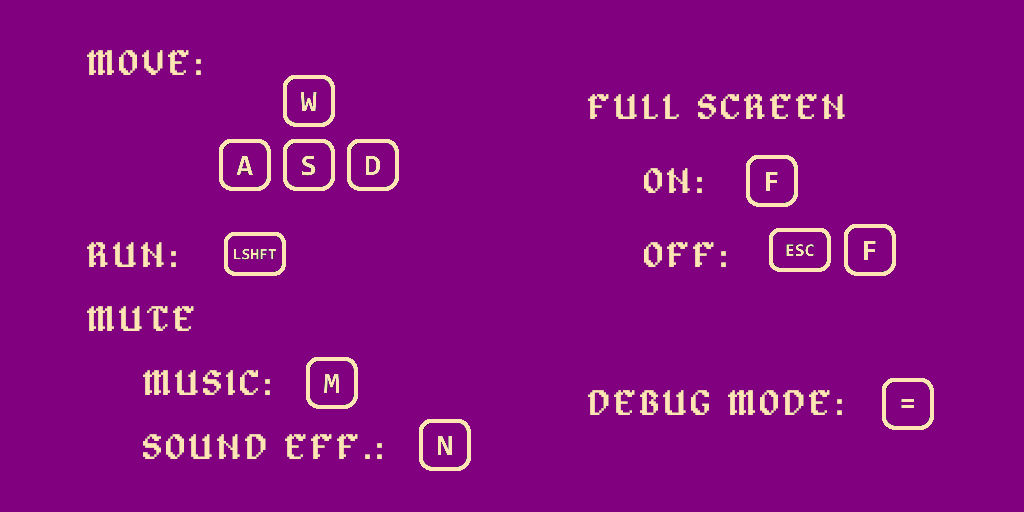 MOVE:
W
A S D
RUN: LSHFT
MUTE
MUSIC: M
SOUND EFF.: N
FULL SCREEN
ON: F
OFF: ESC F
DEBUG MODE: =